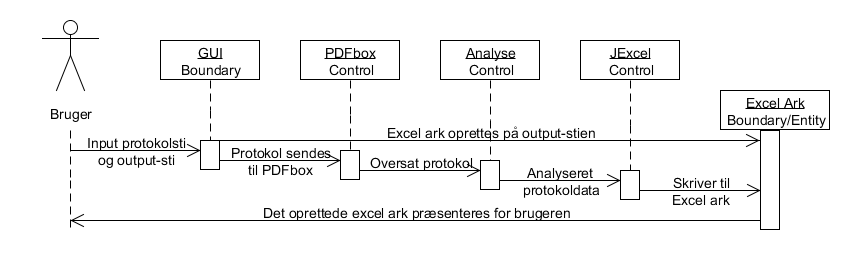 Bruger
GUI
Boundary
PDFbox
Control
Analyse
Control
JExcel
Control
Excel Ark
Boundary/Entity
Input protokolsti
og output-sti
Excel ark oprettes på output-stien
Protokol sendes
til PDFbox
Oversat protokol
Analyseret
protokoldata
Skriver til
Excel ark
Det oprettede excel ark præsenteres for brugeren